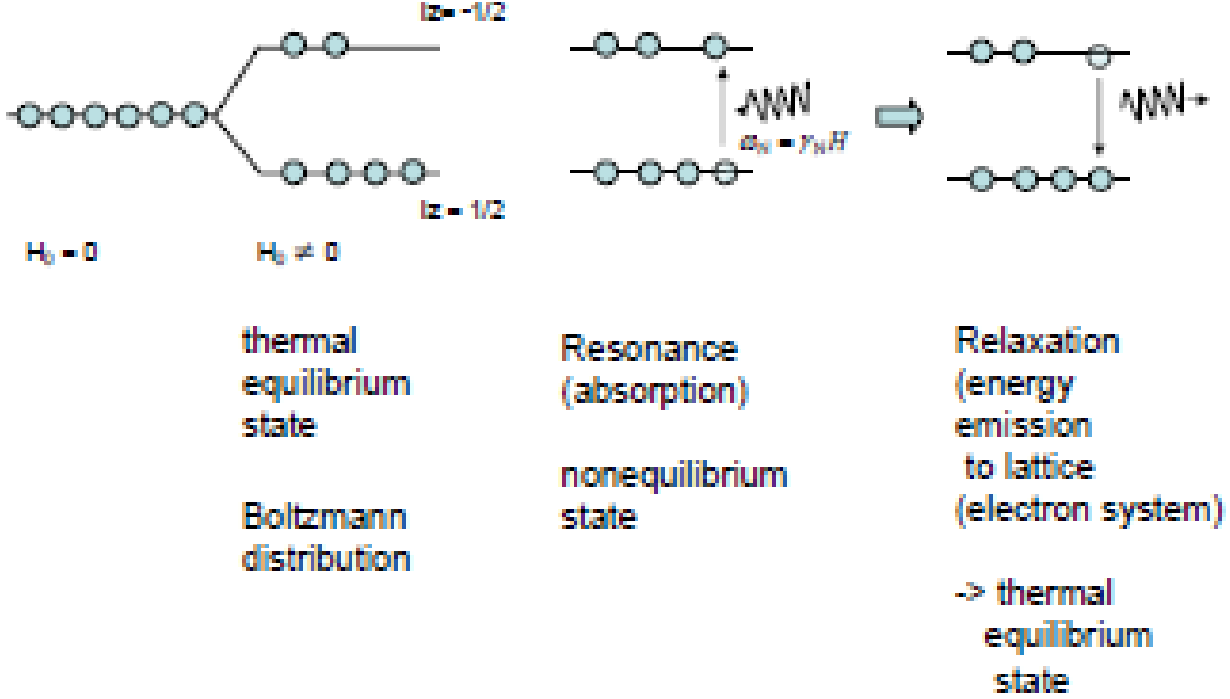 Iz= -1/2
ωN = γNH
Iz = 1/2
H₀ = 0
H₀ ≠ 0
thermal
equilibrium
state
Boltzmann
distribution
Resonance
(absorption)
nonequilibrium
state
Relaxation
(energy
emission
to lattice
(electron system)
-> thermal
equilibrium
state